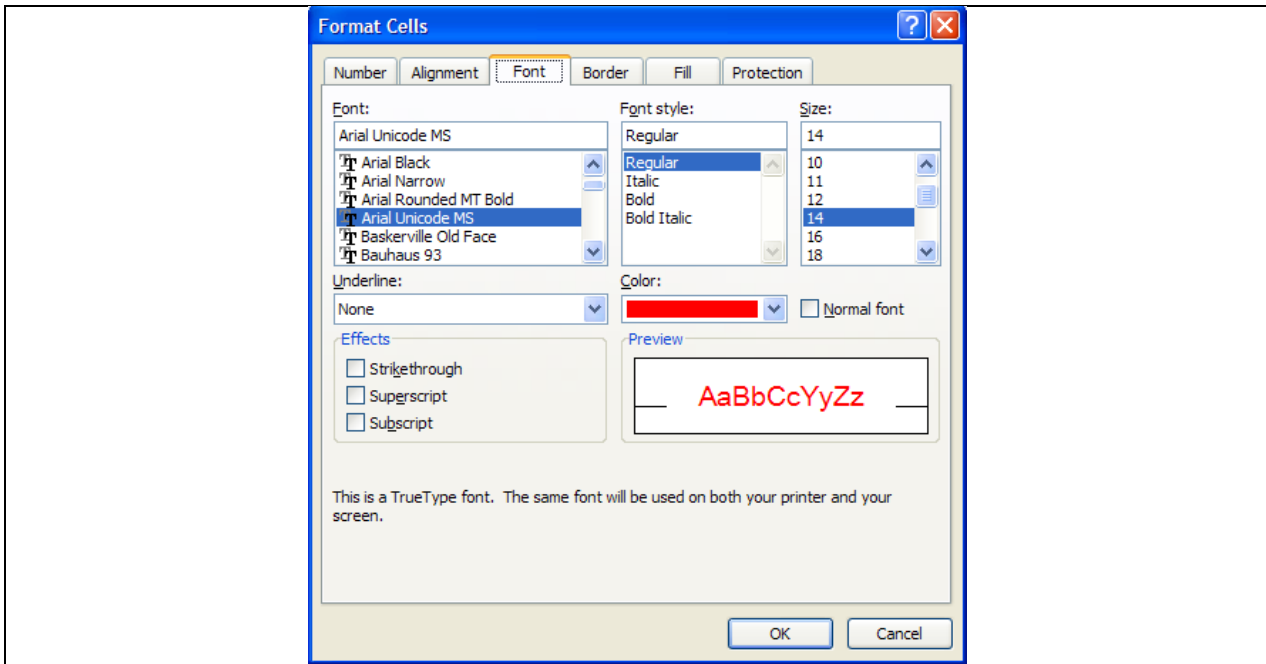 Format Cells
Number Alignment Font Border Fill Protection
Font: Font style: Size:
Arial Unicode MS Regular 14
Arial Black Regular 10
Arial Narrow Italic 11
Arial Rounded MT Bold Bold 12
Arial Unicode MS Bold Italic 14
Baskerville Old Face 16
Bauhaus 93 18
Underline: Color:
None Normal font
Effects Preview
Strikethrough
Superscript AaBbCcYyZz
Subscript
This is a TrueType font. The same font will be used on both your printer and your
screen.
OK Cancel